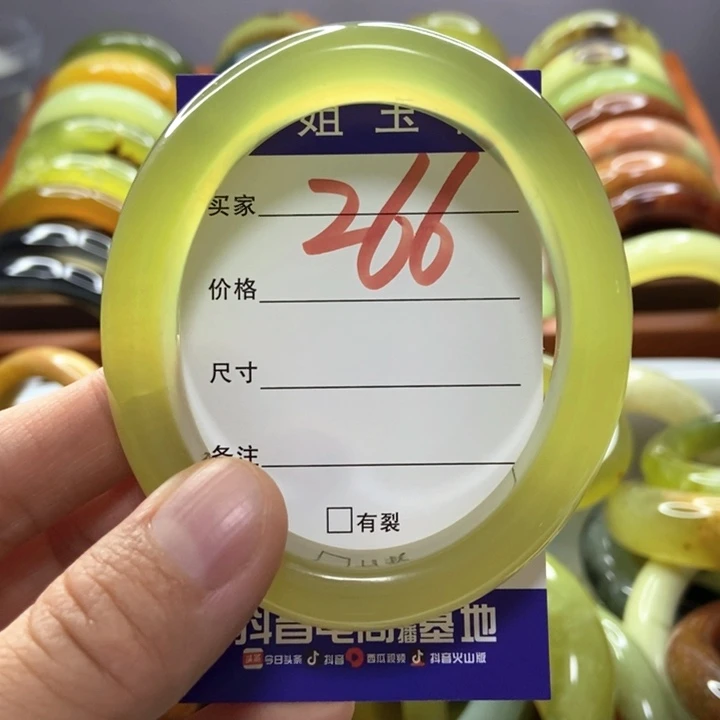 姐 玉
266
买家
价格
尺寸
备注
有裂
抖音电商直播基地
今日头条 抖音 西瓜视频 抖音火山版